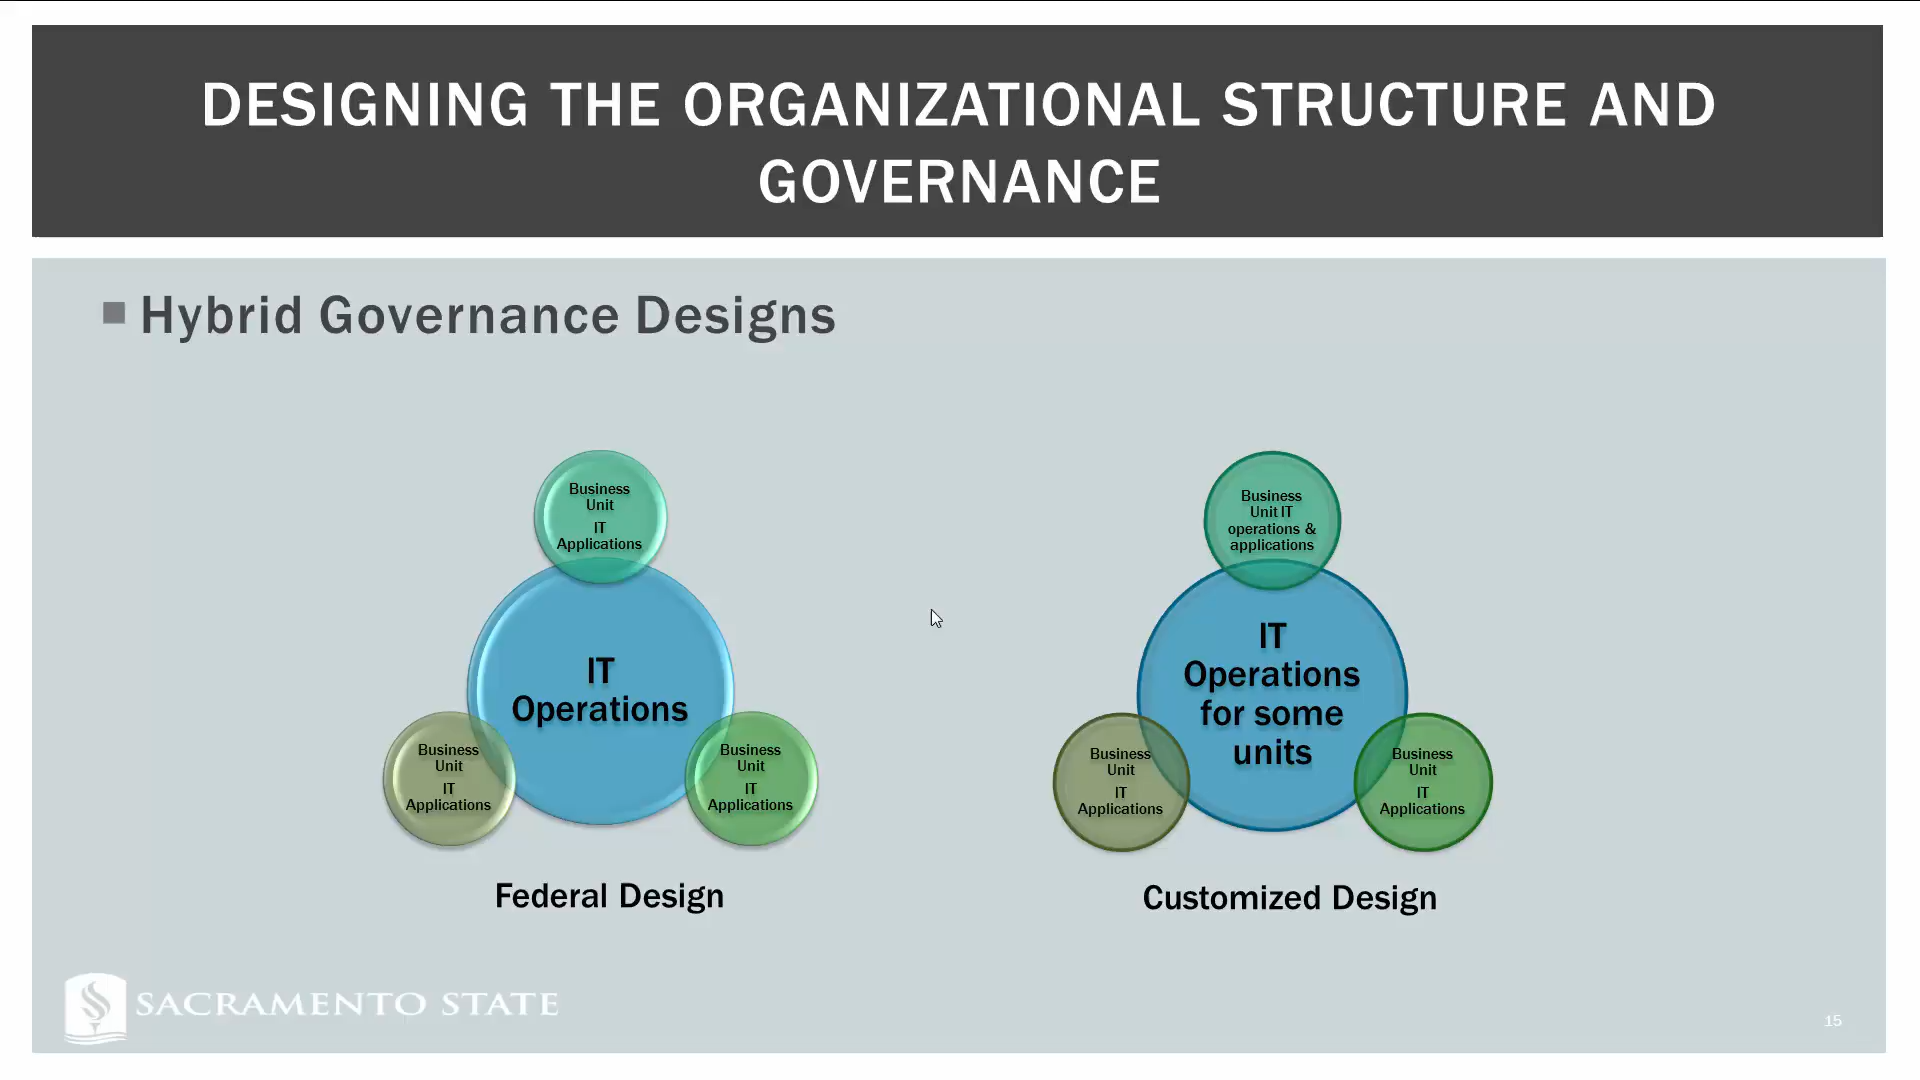 DESIGNING THE ORGANIZATIONAL STRUCTURE AND
GOVERNANCE
Hybrid Governance Designs
Business
Unit
IT
Applications
IT
Operations
Business
Unit
IT
Applications
Business
Unit
IT
Applications
Federal Design
Business
Unit IT
operations &
applications
IT
Operations
for some
units
Business
Unit
IT
Applications
Business
Unit
IT
Applications
Customized Design
SACRAMENTO STATE
15